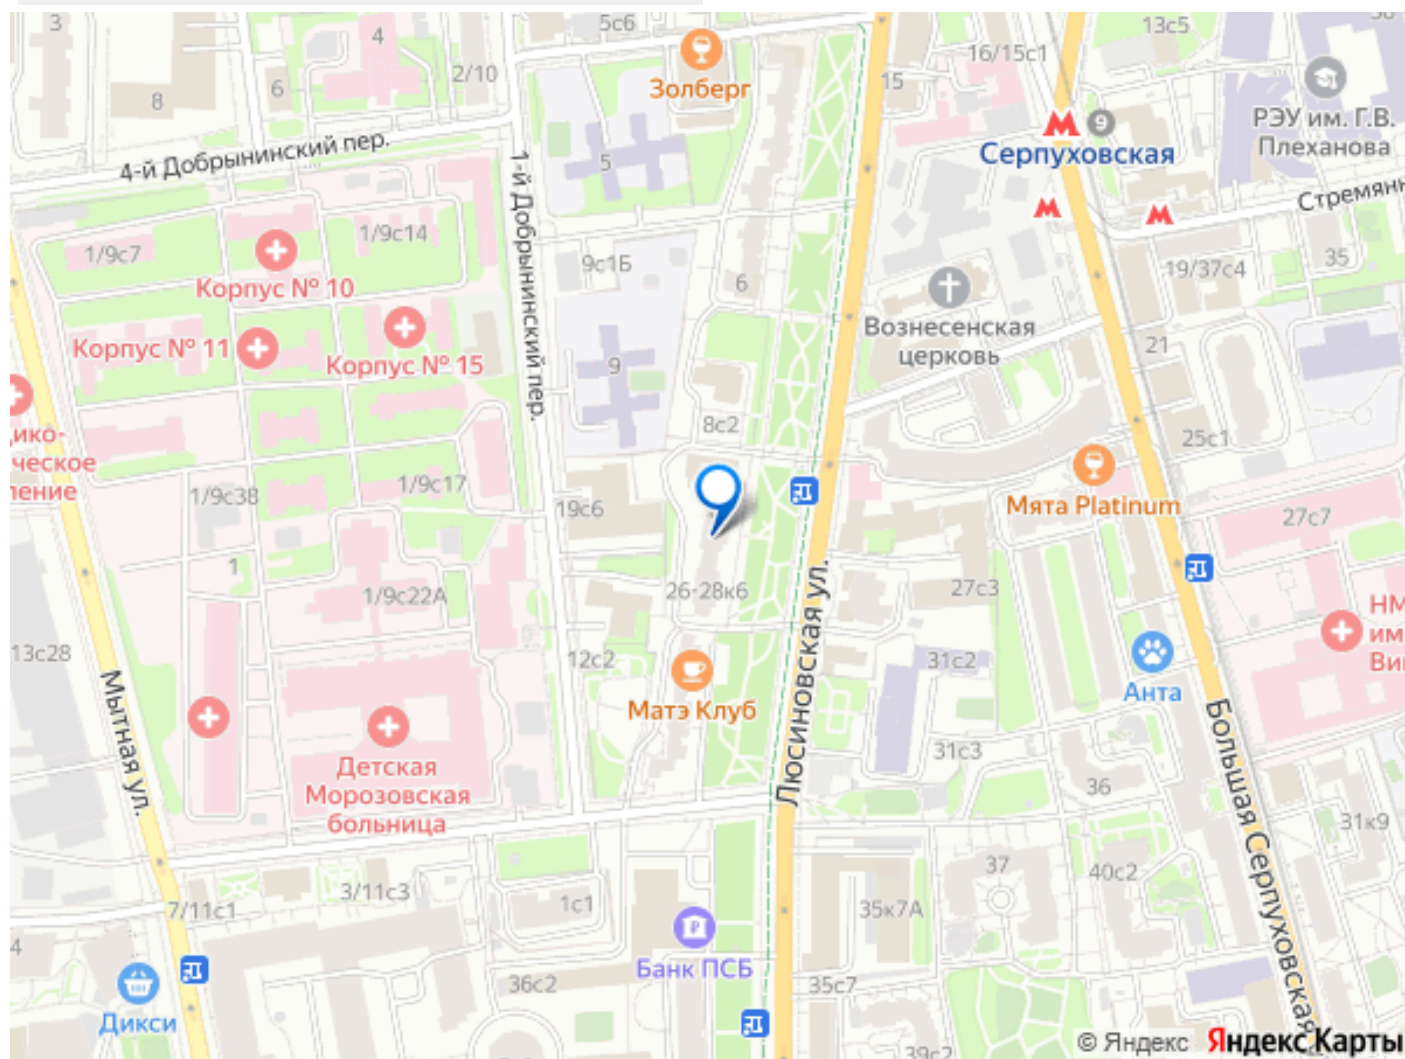 3
4
5с6
13с5
2/10
6
8
Золберг
15
16/15с1
9
Серпуховская
РЭУ им. Г.В.
Плеханова
4-й Добрынинский пер.
1-й Добрынинский пер.
5
Стремянн
1/9с7
1/9с14
9с1Б
6
19/37с4
35
Корпус № 10
Вознесенская
церковь
Корпус № 11
Корпус № 15
9
21
8с2
25с1
ико-
ческое
ление
1/9с38
1/9с17
19с6
Мята Platinum
27с7
1
1/9с22А
26-28к6
27с3
Люсиновская ул.
НМ
им
Ви
13с28
12с2
31с2
Мытная ул.
Матэ Клуб
Анта
31с3
Большая Серпуховская
Детская
Морозовская
больница
36
31к9
37
40с2
3/11с3
7/11с1
1с1
35к7А
4
Банк ПСБ
36с2
35с7
Дикси
39с2
© Яндекс Яндекс Карты